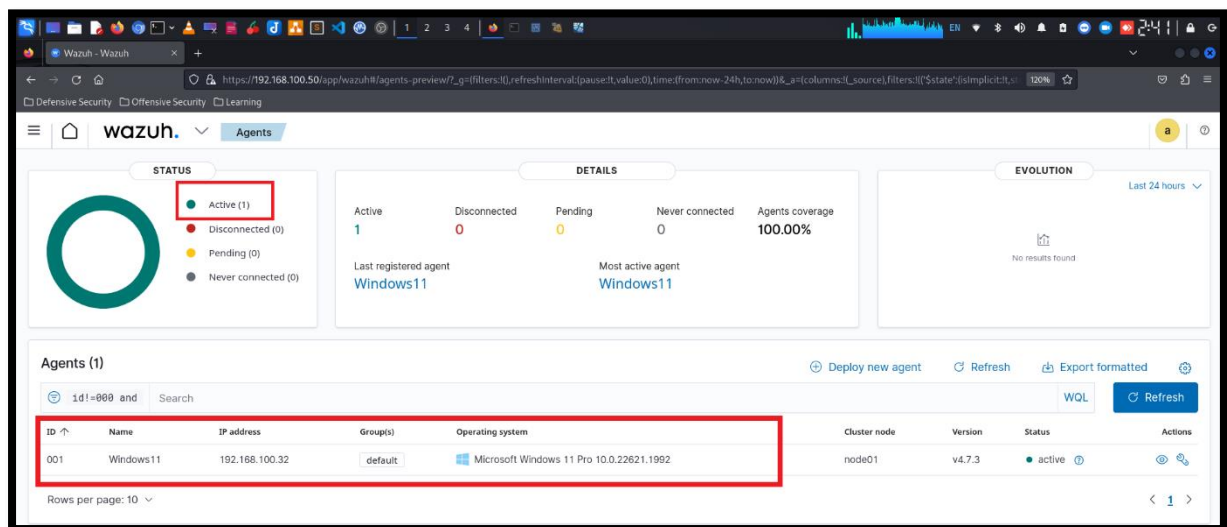 1 2 3 4 EN 2:41
Wazuh - Wazuh
https://192.168.100.50/app/wazuh#/agents-preview/?_g=(filters:!(),refreshInterval:(pause:!t,value:0),time:(from:now-24h,to:now))&_a=(columns:!(_source),filters:!(('$state':(isImplicit:!t,st 120%
Defensive Security Offensive Security Learning
wazuh. Agents a
STATUS
Active (1)
Disconnected (0)
Pending (0)
Never connected (0)
DETAILS
Active Disconnected Pending Never connected Agents coverage
1 0 0 0 100.00%
Last registered agent Most active agent
Windows11 Windows11
EVOLUTION
Last 24 hours
No results found
Agents (1) Deploy new agent Refresh Export formatted
id!=000 and Search WQL Refresh
ID Name IP address Group(s) Operating system Cluster node Version Status Actions
001 Windows11 192.168.100.32 default Microsoft Windows 11 Pro 10.0.22621.1992 node01 v4.7.3 active
Rows per page: 10 < 1 >